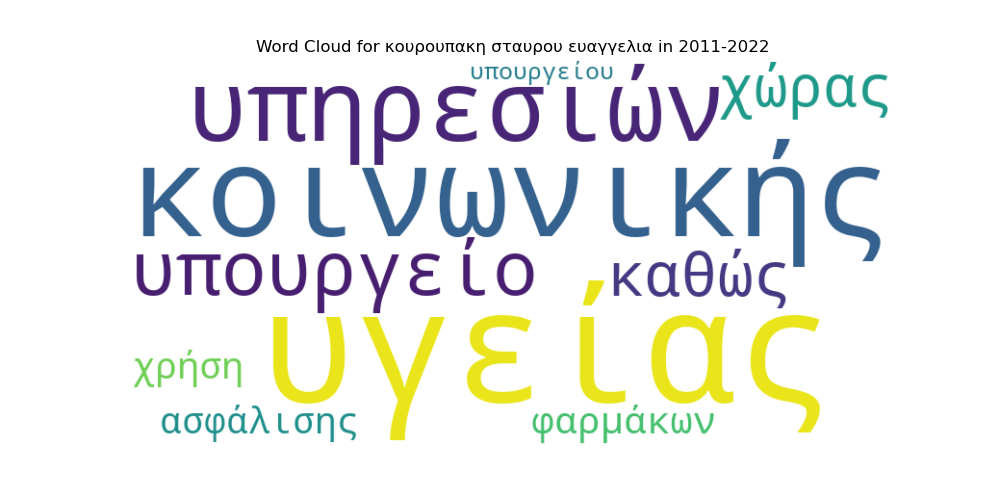 Word Cloud for κουρουπακη σταυρου ευαγγελια in 2011-2022
υπουργείου
υπηρεσιών χώρας
κοινωνικής
υπουργείο καθώς
υγείας
χρήση
ασφάλισης φαρμάκων